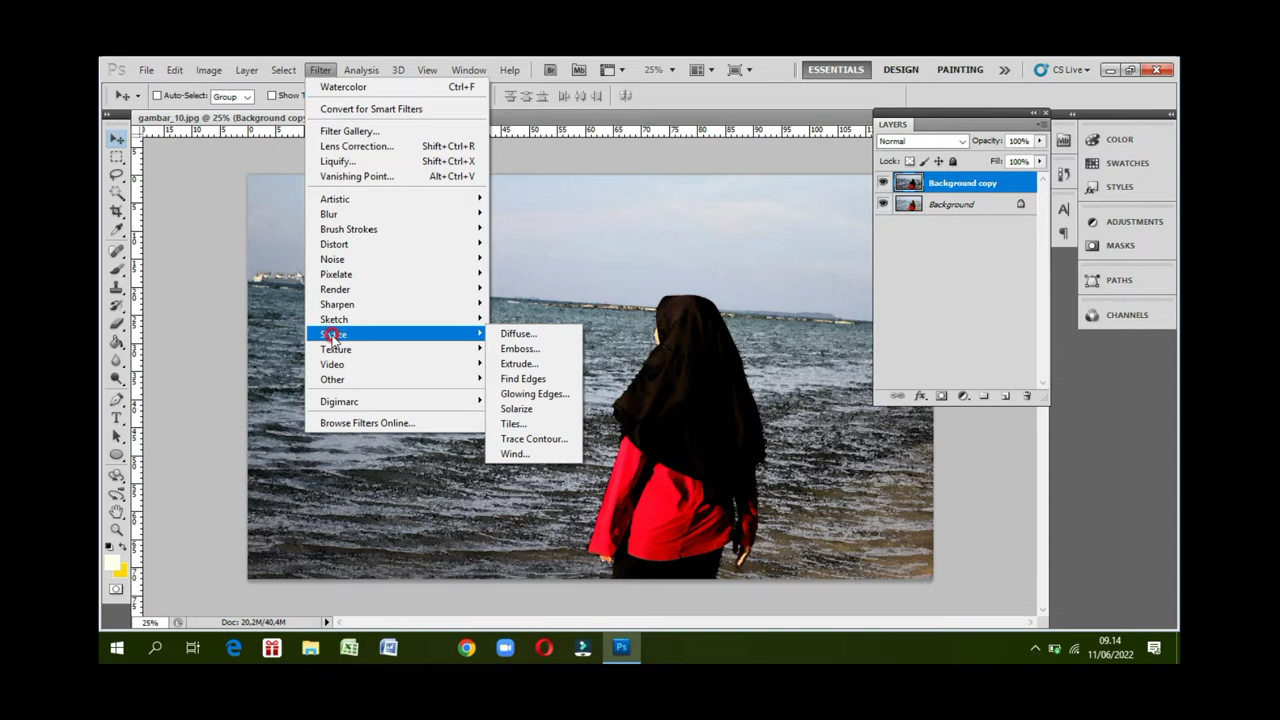 Ps File Edit Image Layer Select Filter Analysis 3D View Window Help Br Mb 25% ESSENTIALS DESIGN PAINTING CS Live
Auto-Select: Group Show T
gambar_10.jpg @ 25% (Background copy
Watercolor Ctrl+F
Convert for Smart Filters
Filter Gallery...
Lens Correction... Shift+Ctrl+R
Liquify... Shift+Ctrl+X
Vanishing Point... Alt+Ctrl+V
Artistic
Blur
Brush Strokes
Distort
Noise
Pixelate
Render
Sharpen
Sketch
Texture
Video
Other
Digimarc
Browse Filters Online...
Diffuse...
Emboss...
Extrude...
Find Edges
Glowing Edges...
Solarize
Tiles...
Trace Contour...
Wind...
LAYERS
Normal Opacity: 100%
Lock: Fill: 100%
Background copy
Background
COLOR
SWATCHES
STYLES
ADJUSTMENTS
MASKS
PATHS
CHANNELS
25% Doc: 20,2M/40,4M
Ps
09.14
11/06/2022